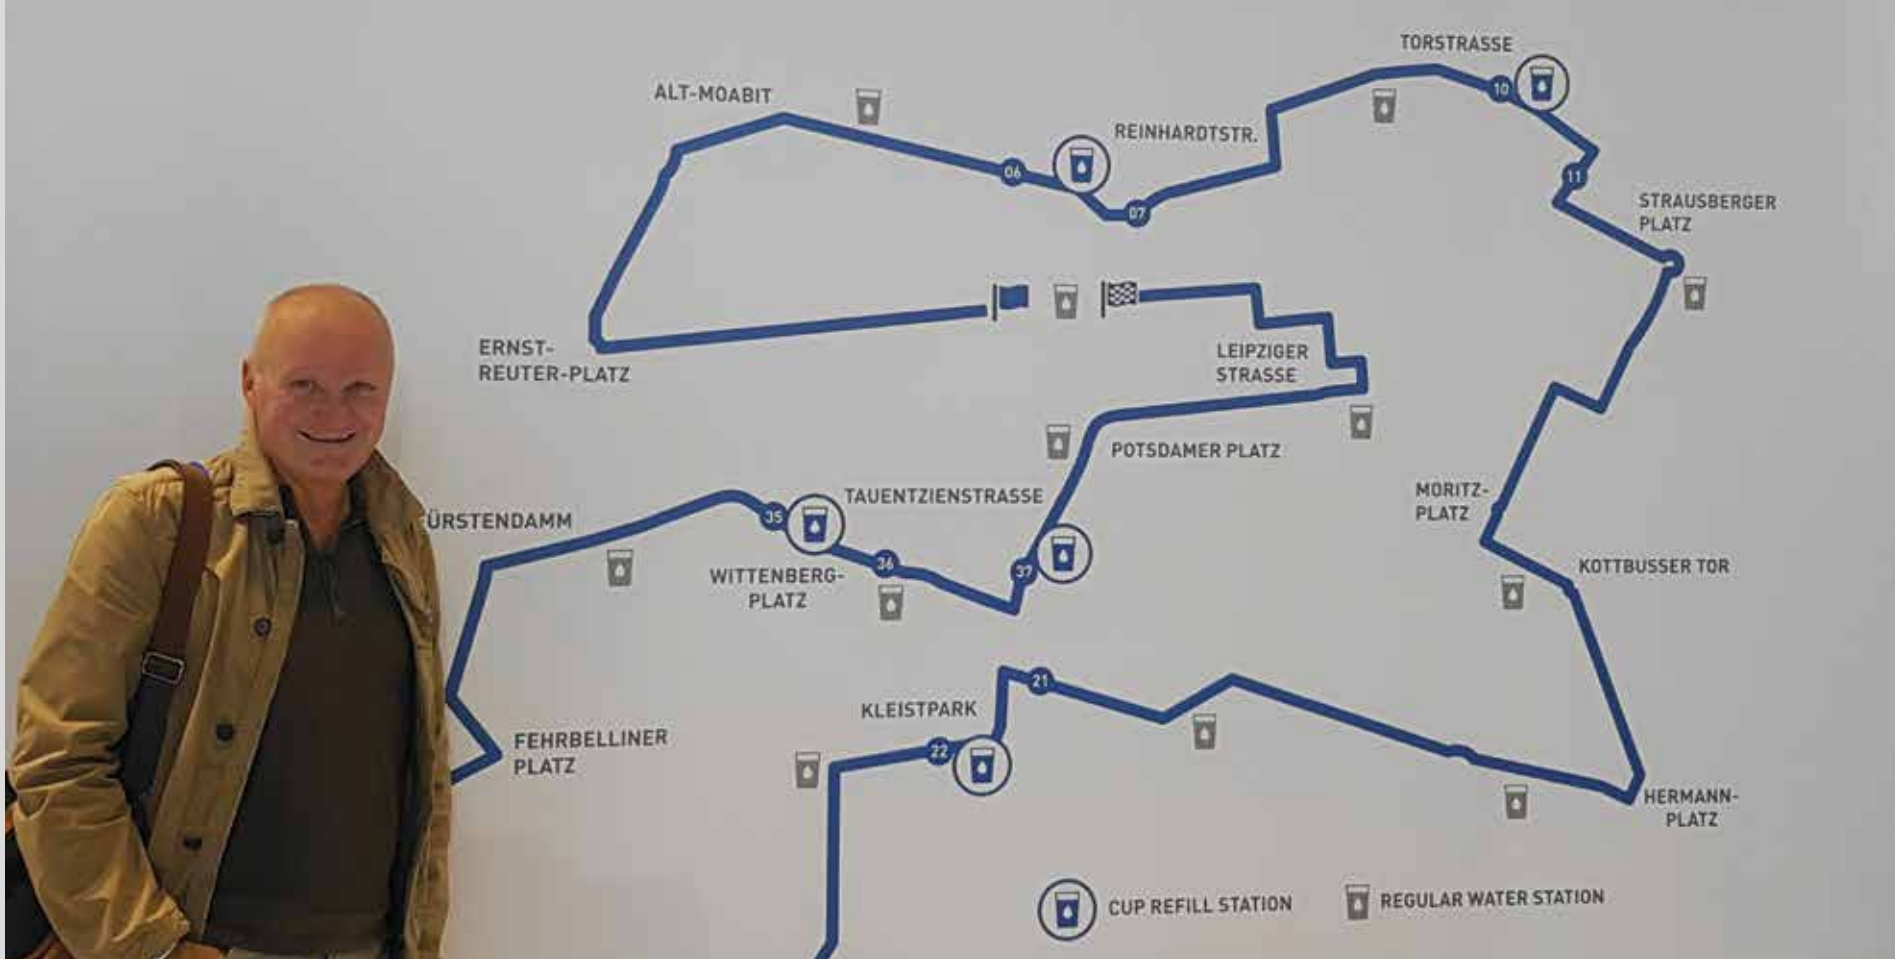 TORSTRASSE
ALT-MOABIT
10
REINHARDTSTR.
06
11
07
STRAUSBERGER
PLATZ
ERNST-
REUTER-PLATZ
LEIPZIGER
STRASSE
POTSDAMER PLATZ
TAUENTZIENSTRASSE
ÜRSTENDAMM
35
MORITZ-
PLATZ
36
37
WITTENBERG-
PLATZ
KOTTBUSSER TOR
21
KLEISTPARK
22
FEHRBELLINER
PLATZ
HERMANN-
PLATZ
CUP REFILL STATION
REGULAR WATER STATION